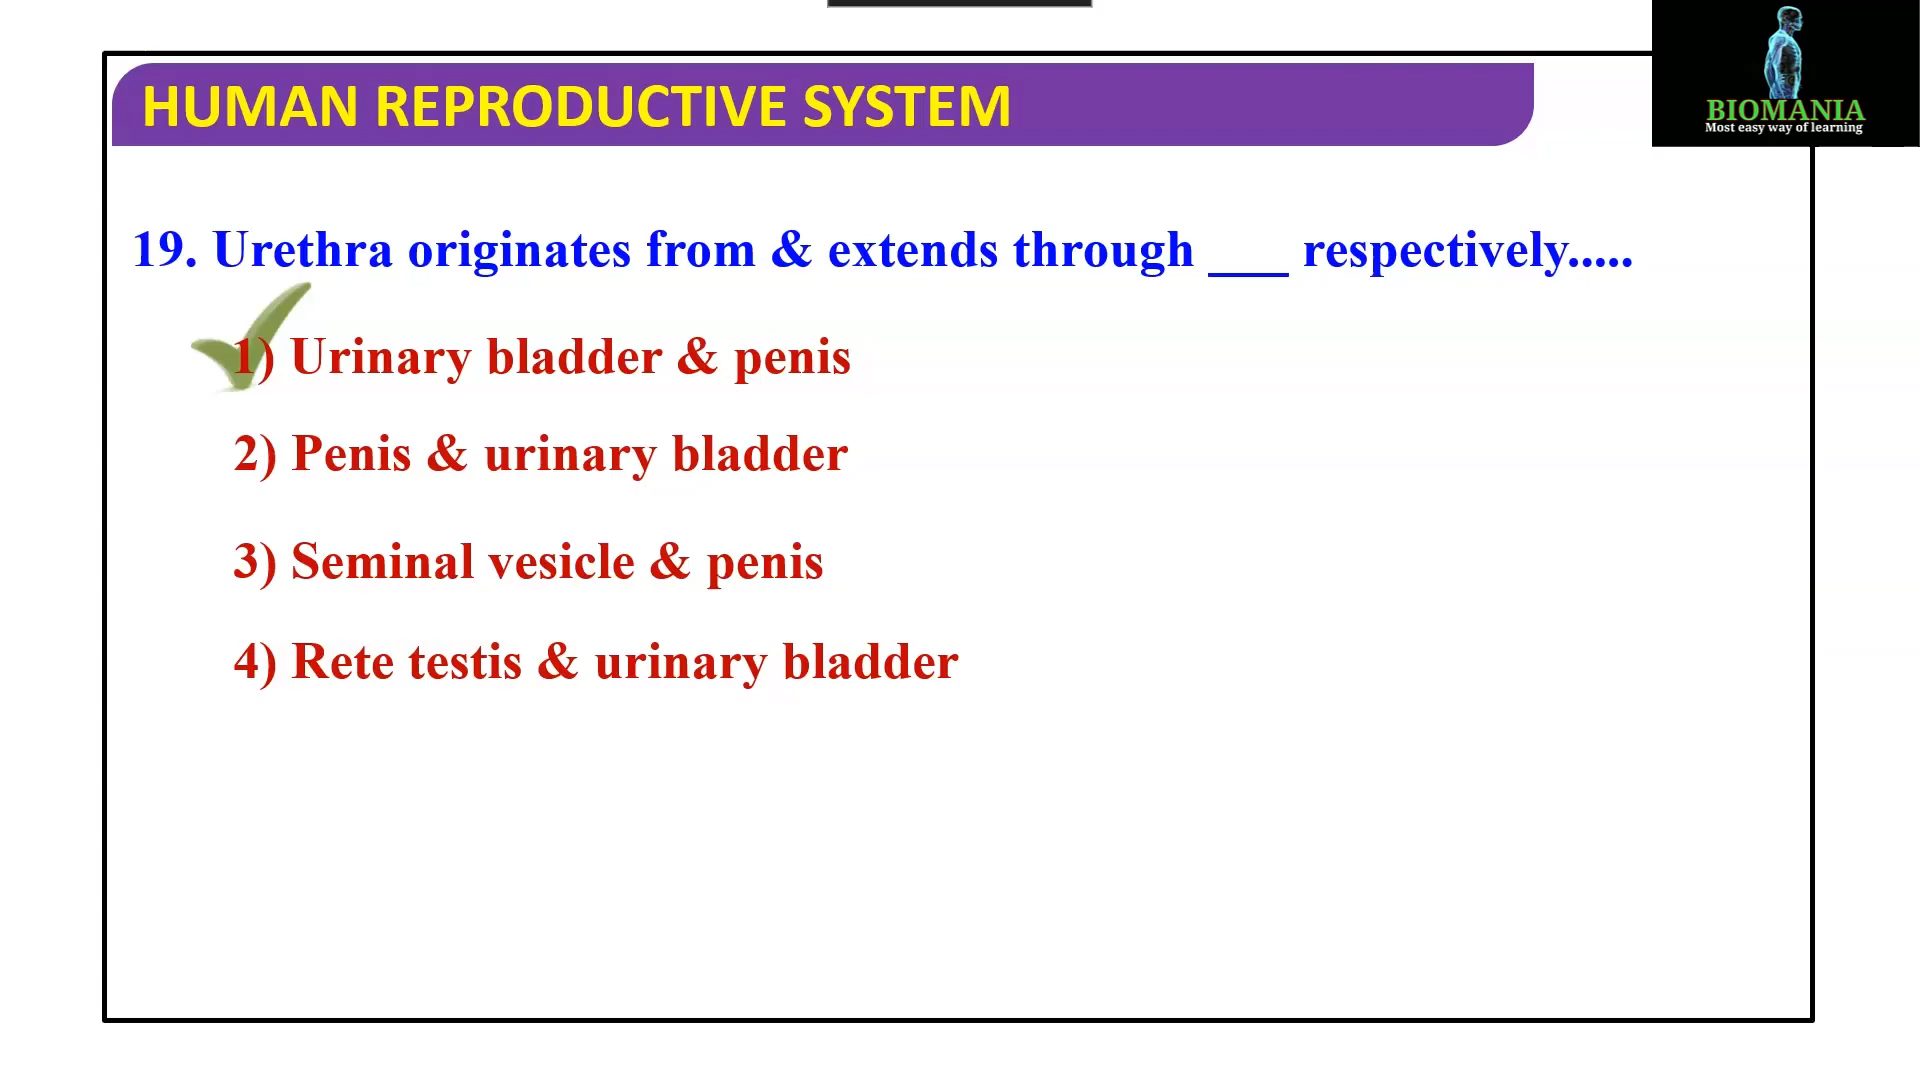 HUMAN REPRODUCTIVE SYSTEM
BIOMANIA
Most easy way of learning
19. Urethra originates from & extends through ___ respectively.....
1) Urinary bladder & penis
2) Penis & urinary bladder
3) Seminal vesicle & penis
4) Rete testis & urinary bladder